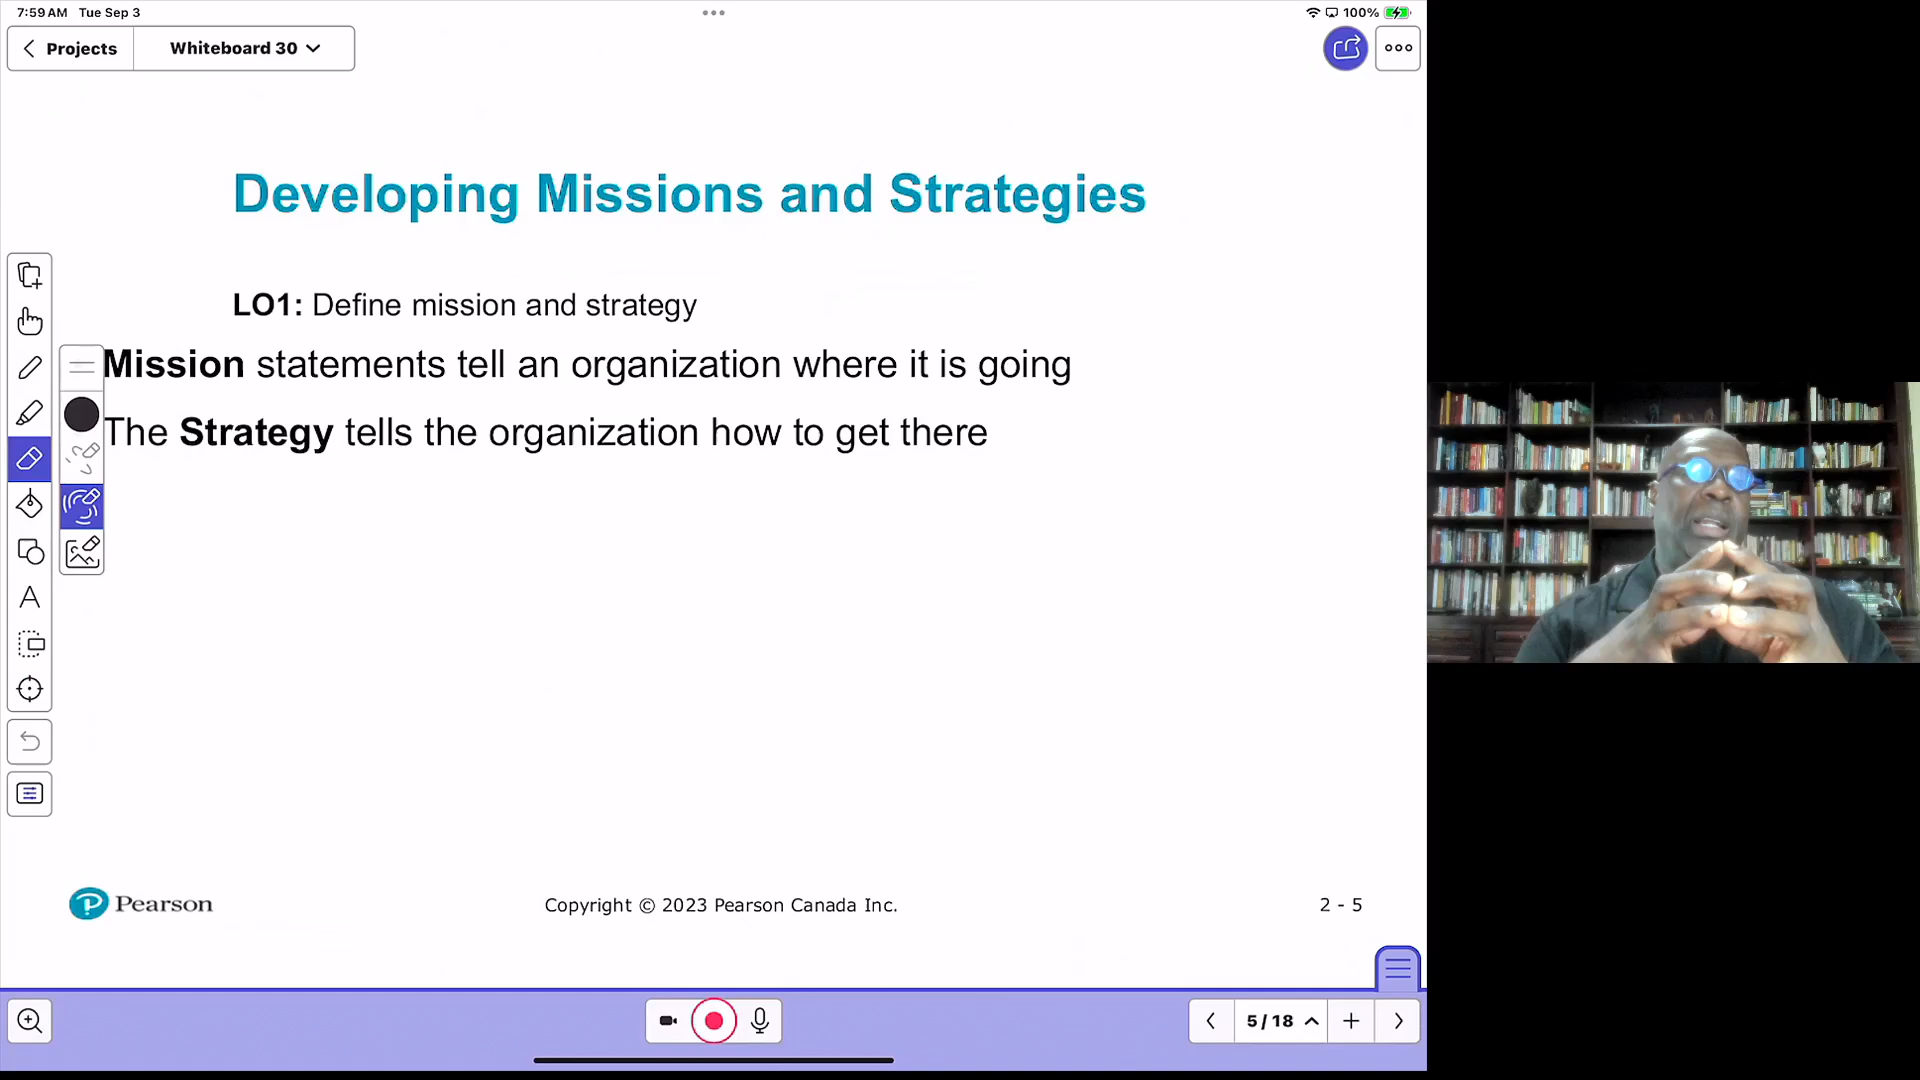 7:59 AM Tue Sep 3
100%
Projects
Whiteboard 30
Developing Missions and Strategies
LO1: Define mission and strategy
Mission statements tell an organization where it is going
The Strategy tells the organization how to get there
A
Pearson
Copyright © 2023 Pearson Canada Inc.
2 - 5
5/18